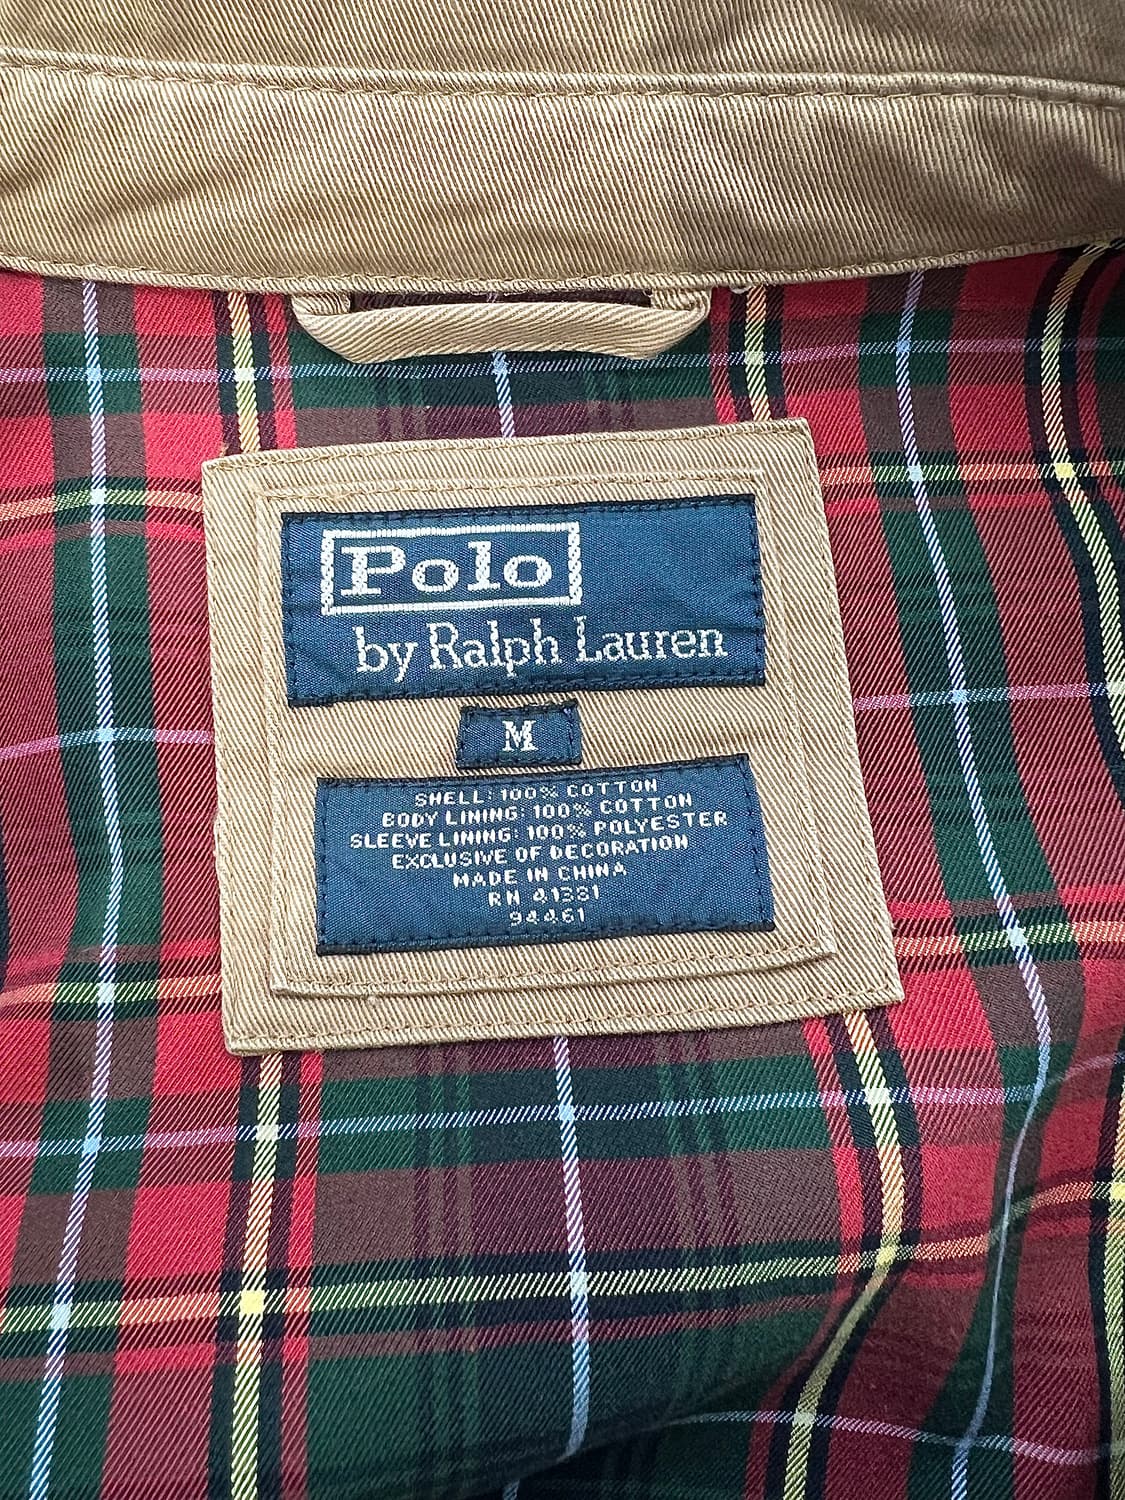 Polo
by Ralph Lauren
M
SHELL: 100% COTTON
BODY LINING: 100% COTTON
SLEEVE LINING: 100% POLYESTER
EXCLUSIVE OF DECORATION
MADE IN CHINA
RN 41381
94461